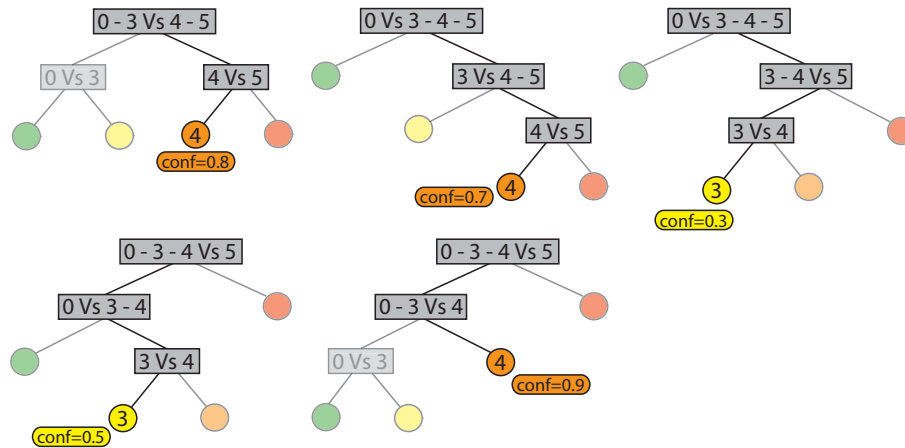 0 - 3 Vs 4 - 5
0 Vs 3
4 Vs 5
4
conf=0.8
0 Vs 3 - 4 - 5
3 Vs 4 - 5
4 Vs 5
4
conf=0.7
0 Vs 3 - 4 - 5
3 - 4 Vs 5
3 Vs 4
3
conf=0.3
0 - 3 - 4 Vs 5
0 Vs 3 - 4
3 Vs 4
3
conf=0.5
0 - 3 - 4 Vs 5
0 - 3 Vs 4
0 Vs 3
4
conf=0.9